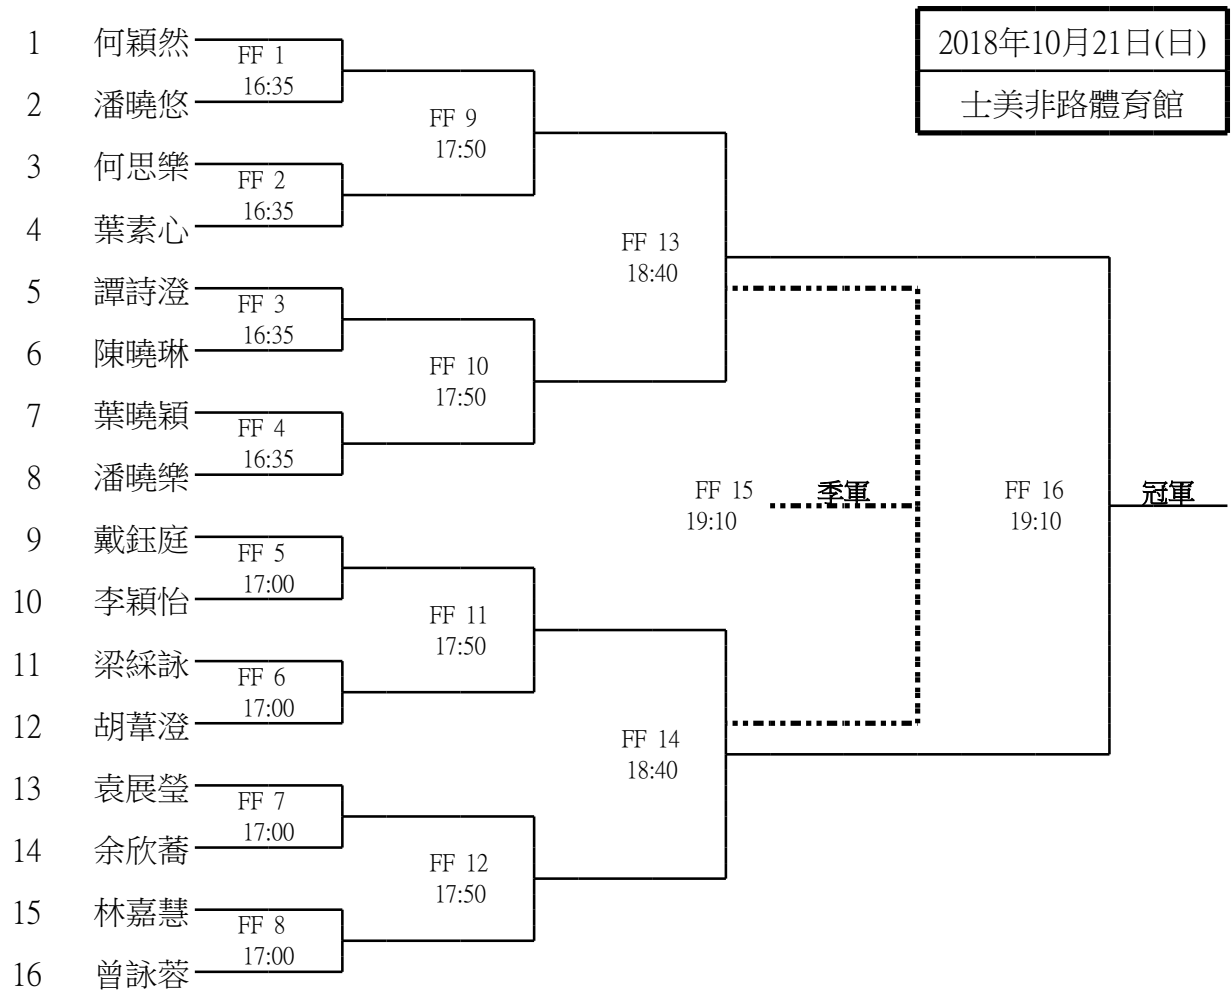 2018年10月21日(日)
士美非路體育館
1 何穎然
FF 1
16:35
2 潘曉悠
FF 9
17:50
3 何思樂
FF 2
16:35
4 葉素心
FF 13
18:40
5 譚詩澄
FF 3
16:35
6 陳曉琳
FF 10
17:50
7 葉曉穎
FF 4
16:35
8 潘曉樂
FF 15 季軍
19:10
FF 16 冠軍
19:10
9 戴鈺庭
FF 5
17:00
10 李穎怡
FF 11
17:50
11 梁綵詠
FF 6
17:00
12 胡葦澄
FF 14
18:40
13 袁展瑩
FF 7
17:00
14 余欣蕎
FF 12
17:50
15 林嘉慧
FF 8
17:00
16 曾詠蓉